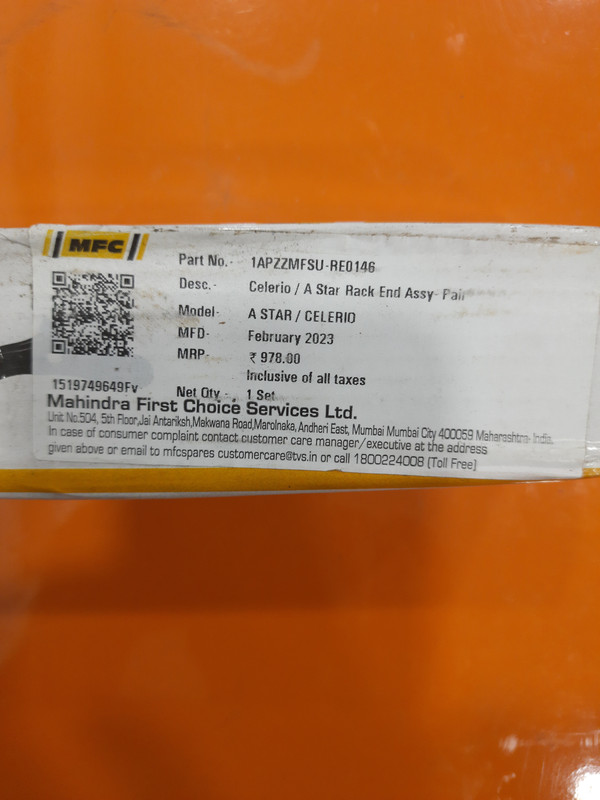 MFC
Part No.- 1APZZMFSU-RE0146
Desc.- Celerio / A Star Rack End Assy- Pair
Model- A STAR / CELERIO
MFD- February 2023
MRP- ₹ 978.00
Inclusive of all taxes
1519749649Fv
Net Qty - 1 Set
Mahindra First Choice Services Ltd.
Unit No.504, 5th Floor,Jai Antariksh,Makwana Road,Marolnaka, Andheri East, Mumbai Mumbai City 400059 Maharashtra- India.
In case of consumer complaint contact customer care manager/executive at the address
given above or email to mfcspares customercare@tvs.in or call 1800224008 (Toll Free)